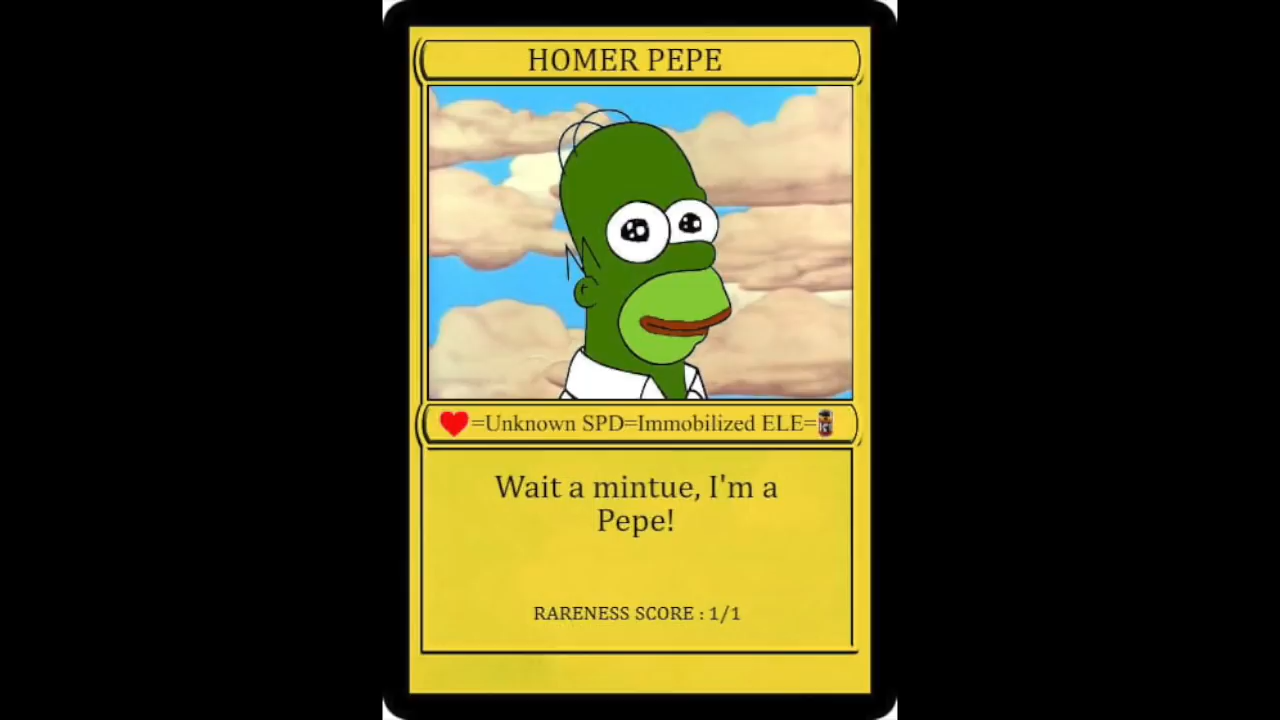 HOMER PEPE
=Unknown SPD=Immobilized ELE=
Wait a mintue, I'm a
Pepe!
RARENESS SCORE : 1/1